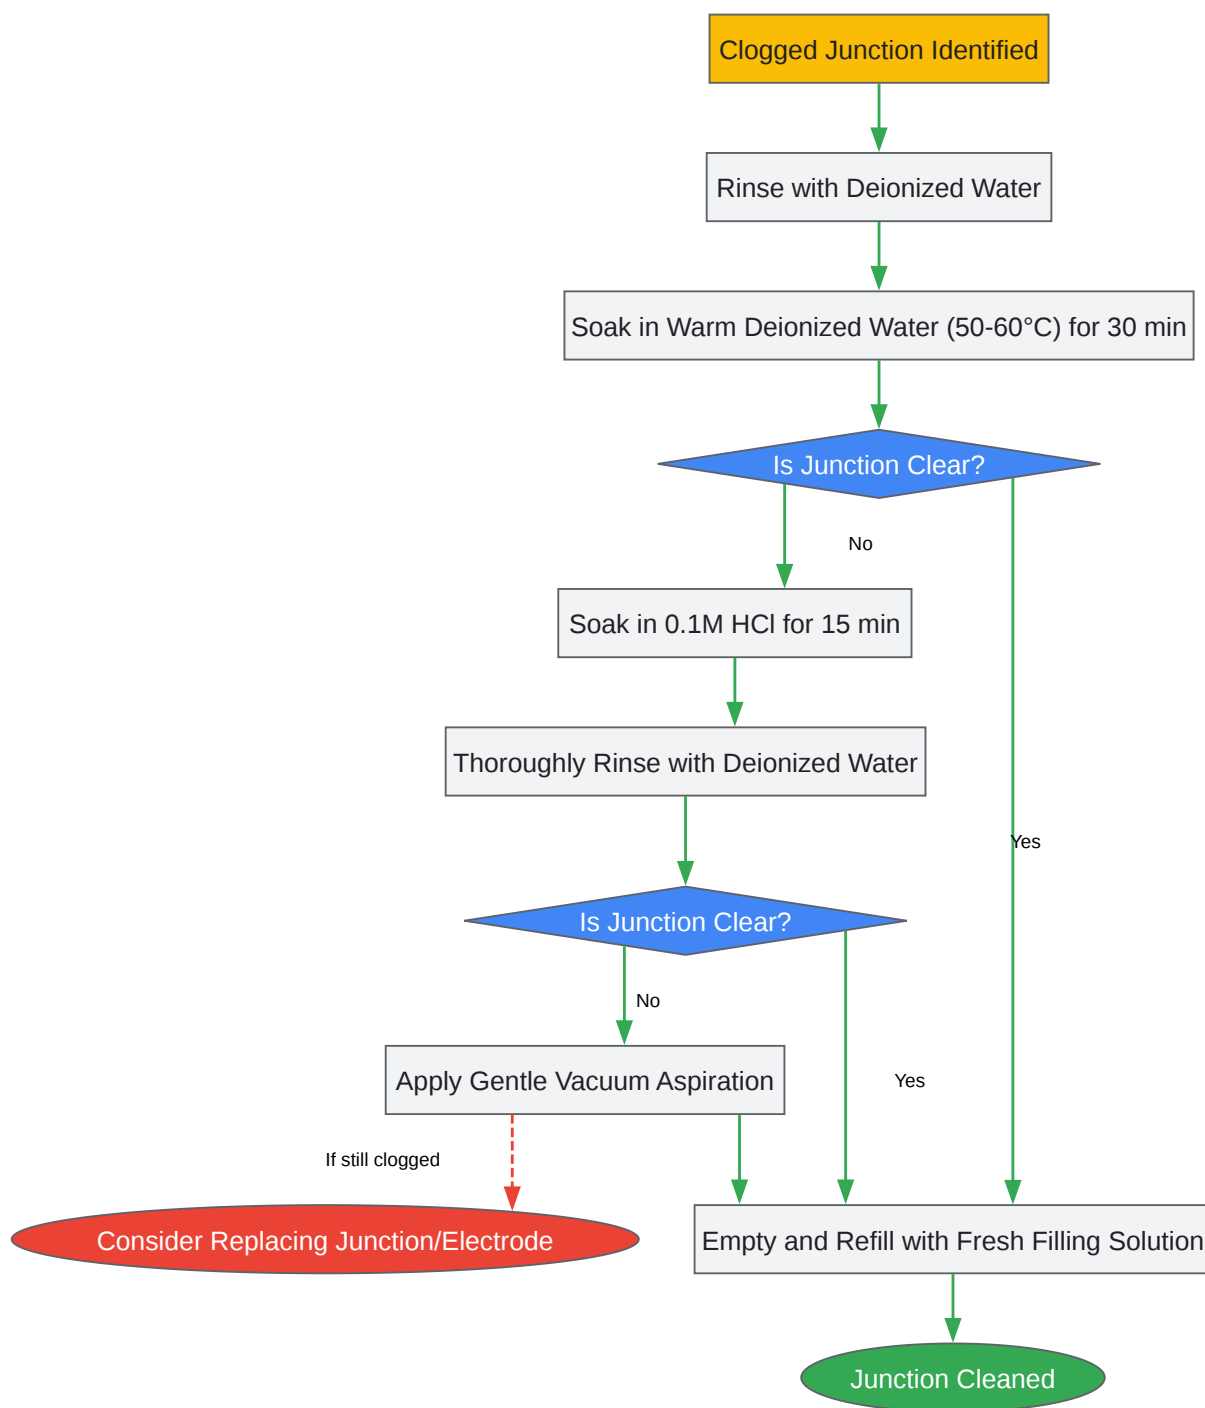 Clogged Junction Identified
Rinse with Deionized Water
Soak in Warm Deionized Water (50-60°C) for 30 min
Is Junction Clear?
No
Soak in 0.1M HCl for 15 min
Thoroughly Rinse with Deionized Water
Yes
Is Junction Clear?
No
Apply Gentle Vacuum Aspiration
Yes
If still clogged
Consider Replacing Junction/Electrode
Empty and Refill with Fresh Filling Solution
Junction Cleaned